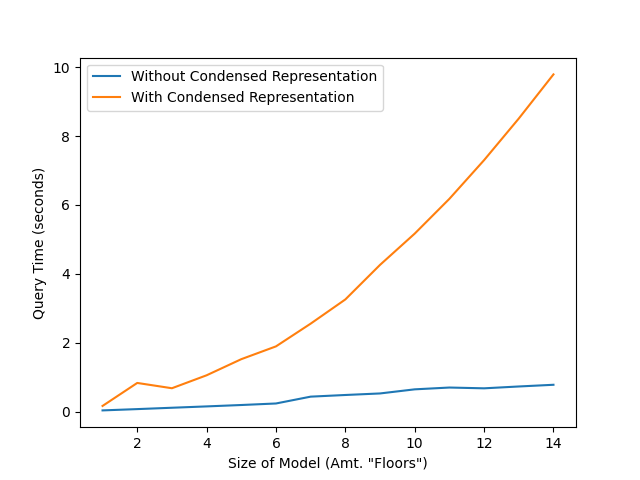 Without Condensed Representation
With Condensed Representation
10
8
6
4
2
0
Query Time (seconds)
2 4 6 8 10 12 14
Size of Model (Amt. "Floors")